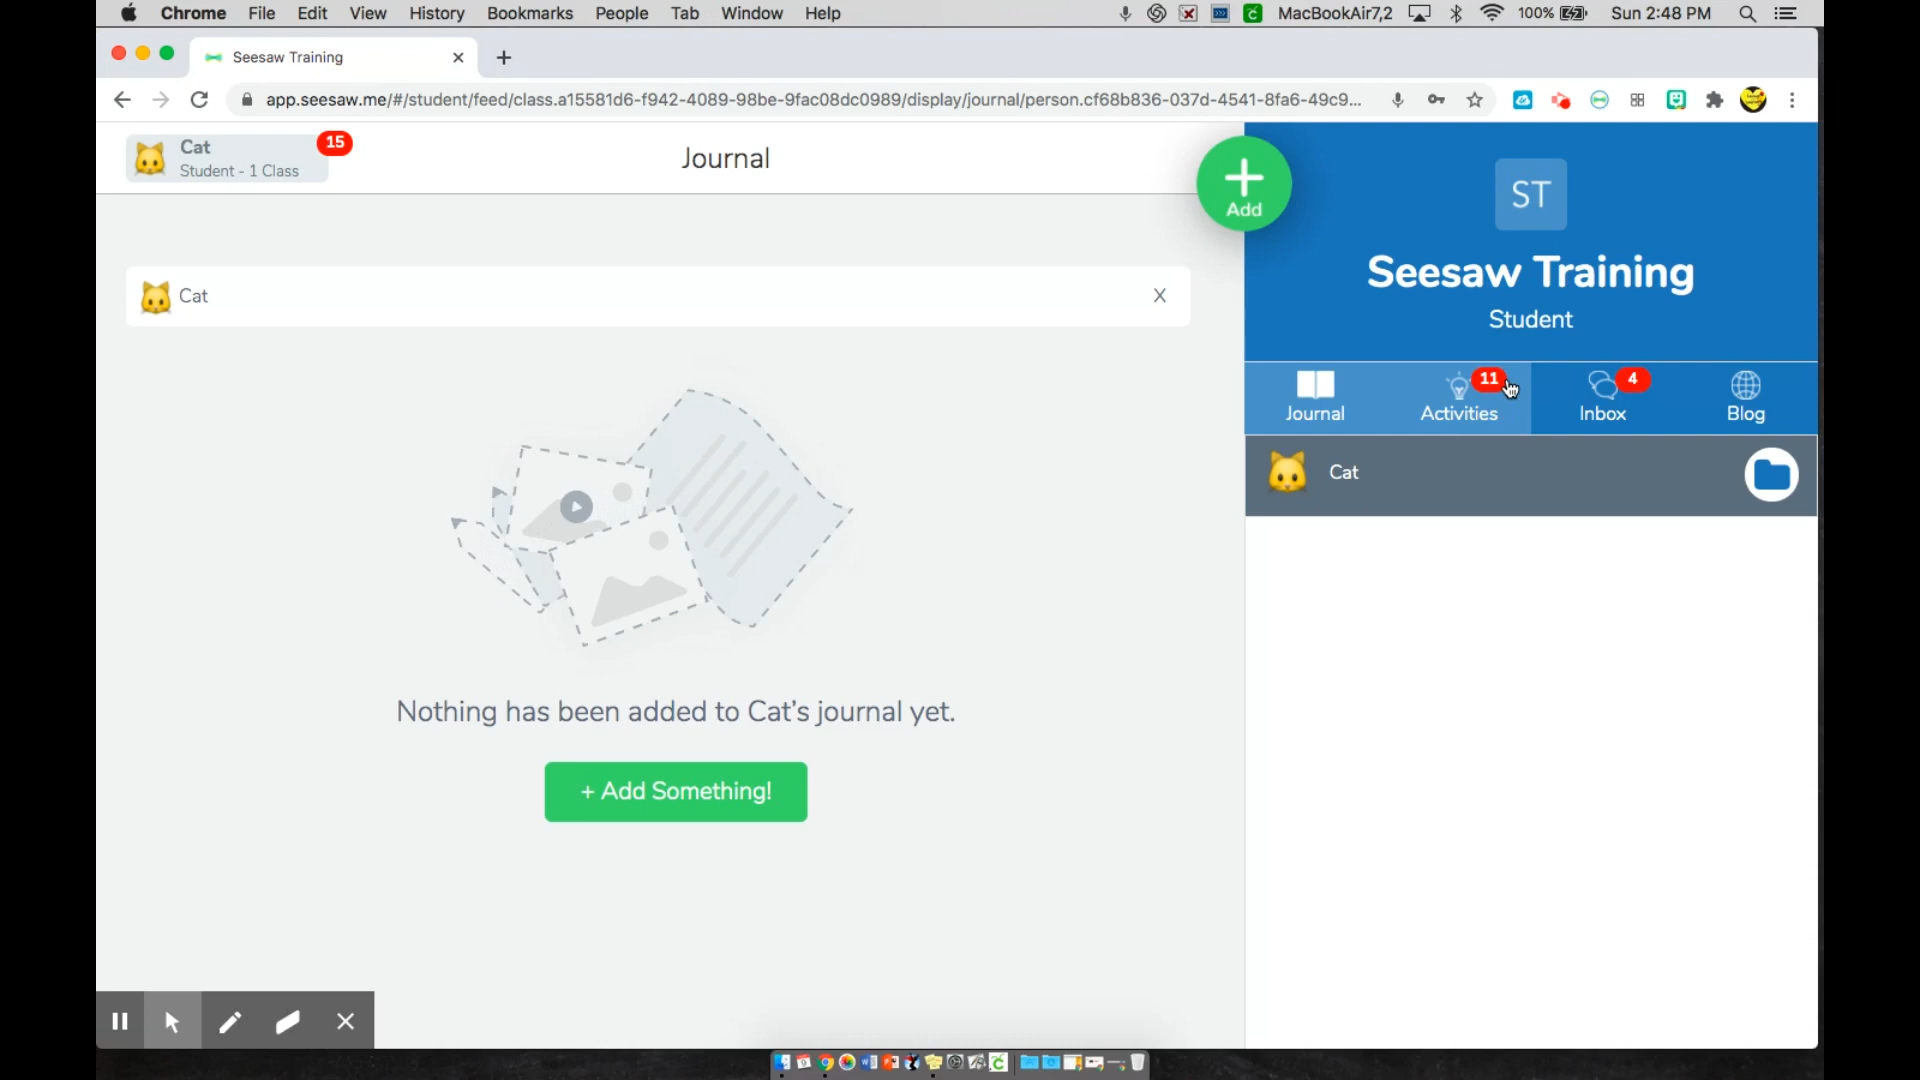 Chrome File Edit View History Bookmarks People Tab Window Help MacBookAir7,2 100% Sun 2:48 PM
Seesaw Training
app.seesaw.me/#/student/feed/class.a15581d6-f942-4089-98be-9fac08dc0989/display/journal/person.cf68b836-037d-4541-8fa6-49c9...
Cat
Student - 1 Class
15
Journal
Add
ST
Seesaw Training
Student
Journal
Activities
11
Inbox
4
Blog
Cat
X
Cat
Nothing has been added to Cat's journal yet.
+ Add Something!